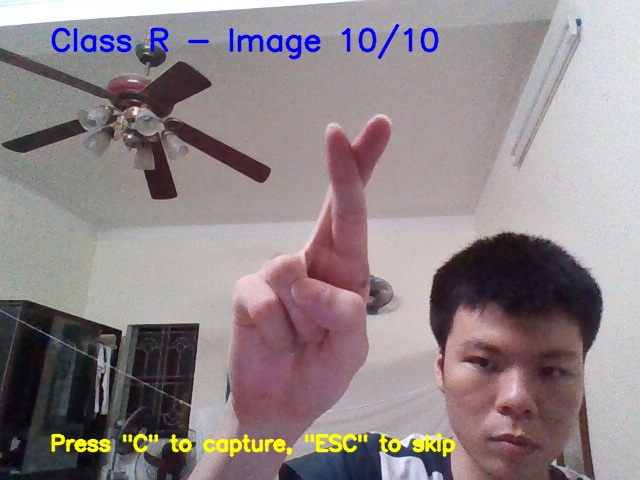 Class R - Image 10/10
Press "C" to capture, "ESC" to skip